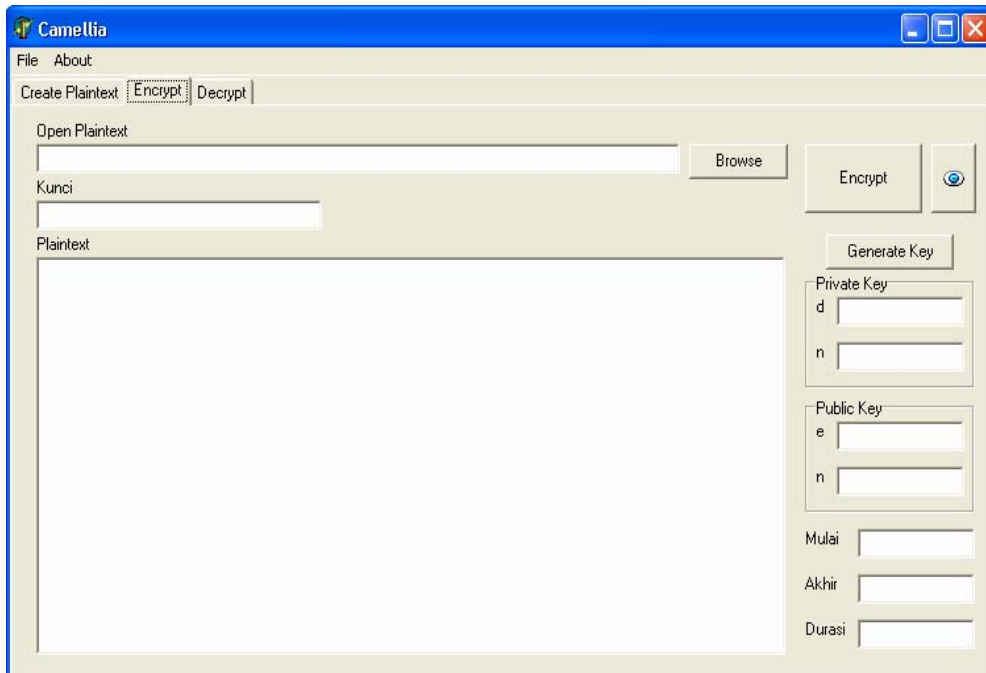 Camellia
File About
Create Plaintext Encrypt Decrypt
Open Plaintext
Browse
Encrypt
Kunci
Plaintext
Generate Key
Private Key
d
n
Public Key
e
n
Mulai
Akhir
Durasi